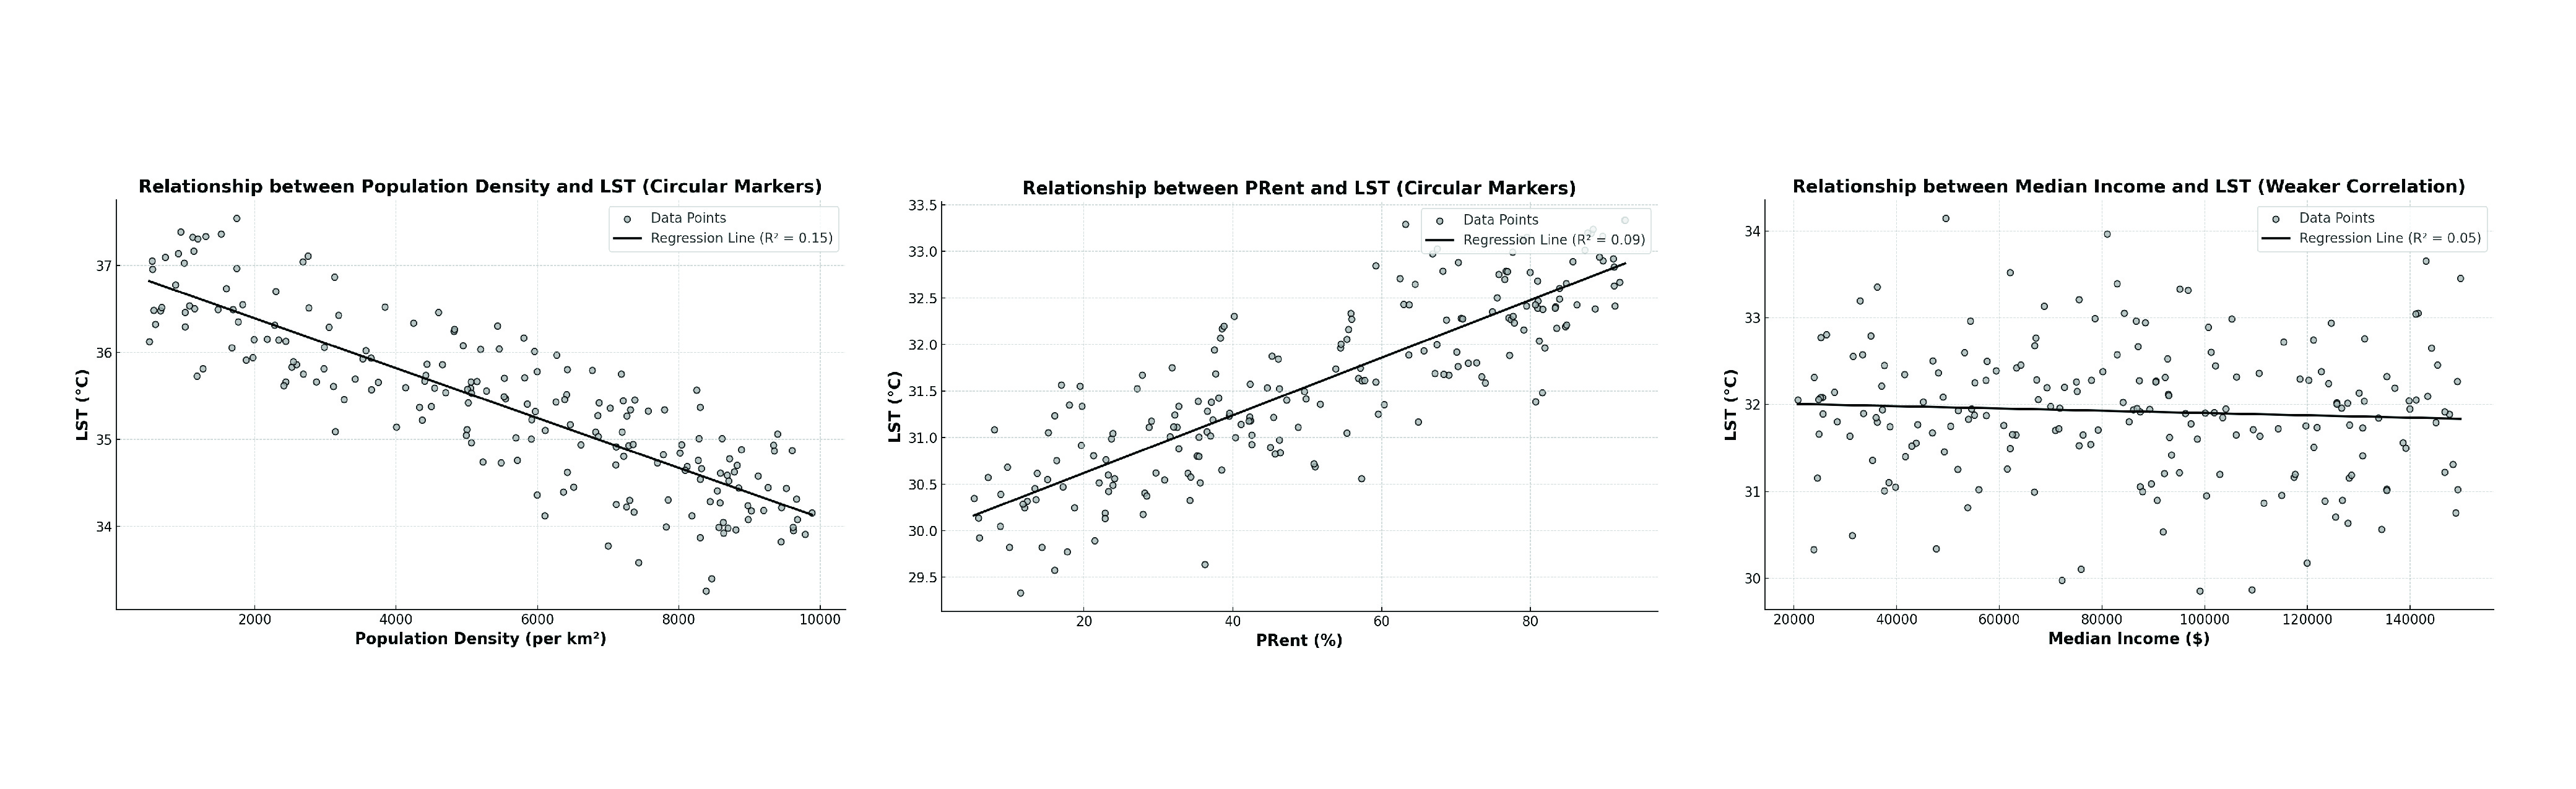 Relationship between Population Density and LST (Circular Markers)
Data Points
Regression Line (R² = 0.15)
37
36
35
34
LST (°C)
2000
4000
6000
8000
10000
Population Density (per km²)
Relationship between PRent and LST (Circular Markers)
Data Points
Regression Line (R² = 0.09)
33.5
33.0
32.5
32.0
31.5
31.0
30.5
30.0
29.5
LST (°C)
20
40
60
80
PRent (%)
Relationship between Median Income and LST (Weaker Correlation)
Data Points
Regression Line (R² = 0.05)
34
33
32
31
30
LST (°C)
20000
40000
60000
80000
100000
120000
140000
Median Income ($)